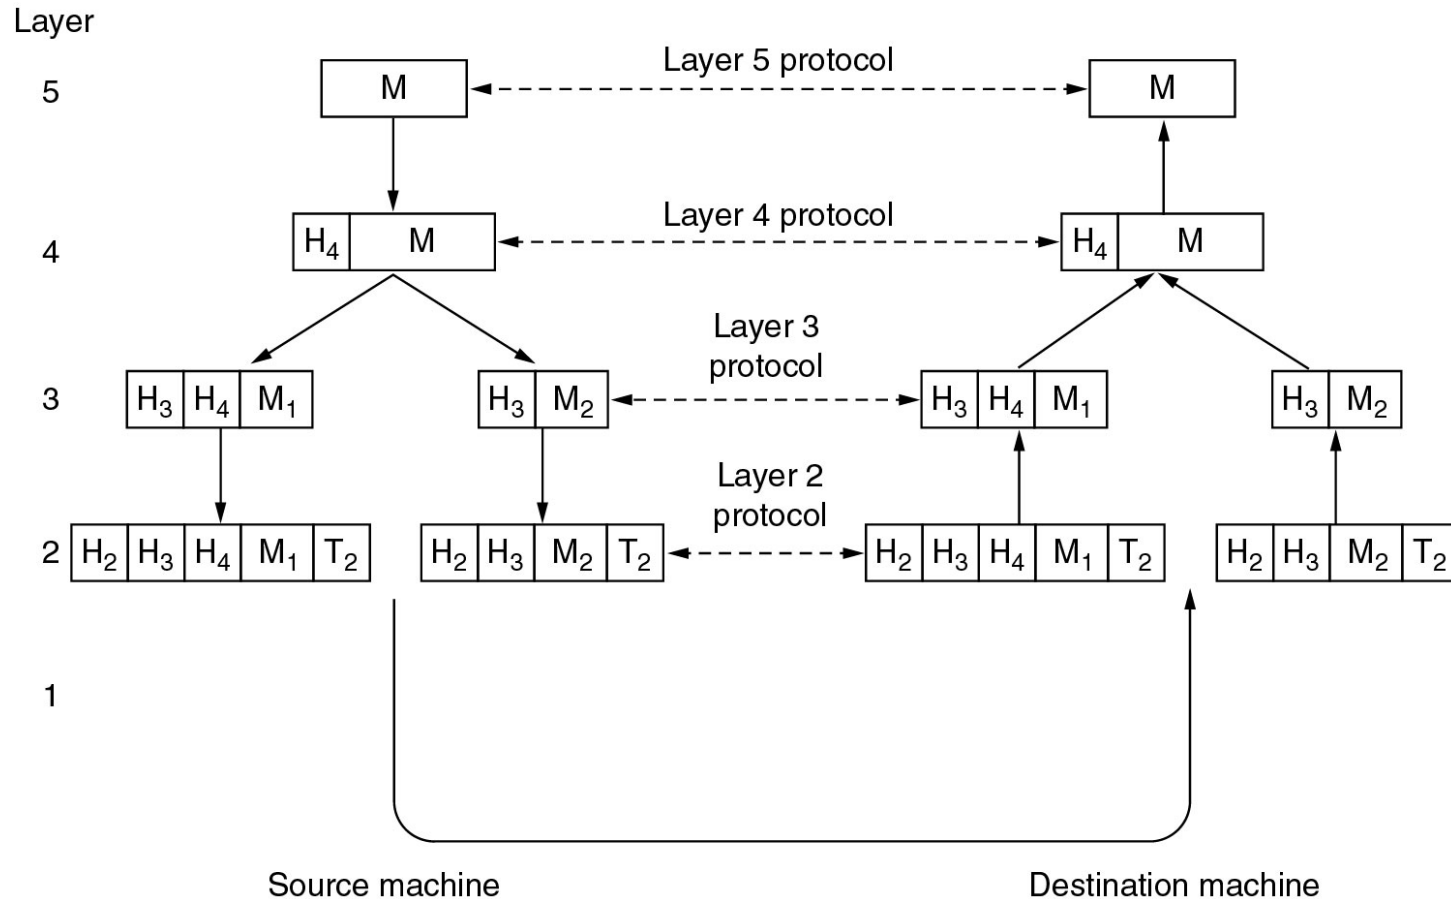 Layer
5 M Layer 5 protocol M
4 H₄ M Layer 4 protocol H₄ M
Layer 3
protocol
3 H₃ H₄ M₁ H₃ M₂ H₃ H₄ M₁ H₃ M₂
Layer 2
protocol
2 H₂ H₃ H₄ M₁ T₂ H₂ H₃ M₂ T₂ H₂ H₃ H₄ M₁ T₂ H₂ H₃ M₂ T₂
1
Source machine Destination machine